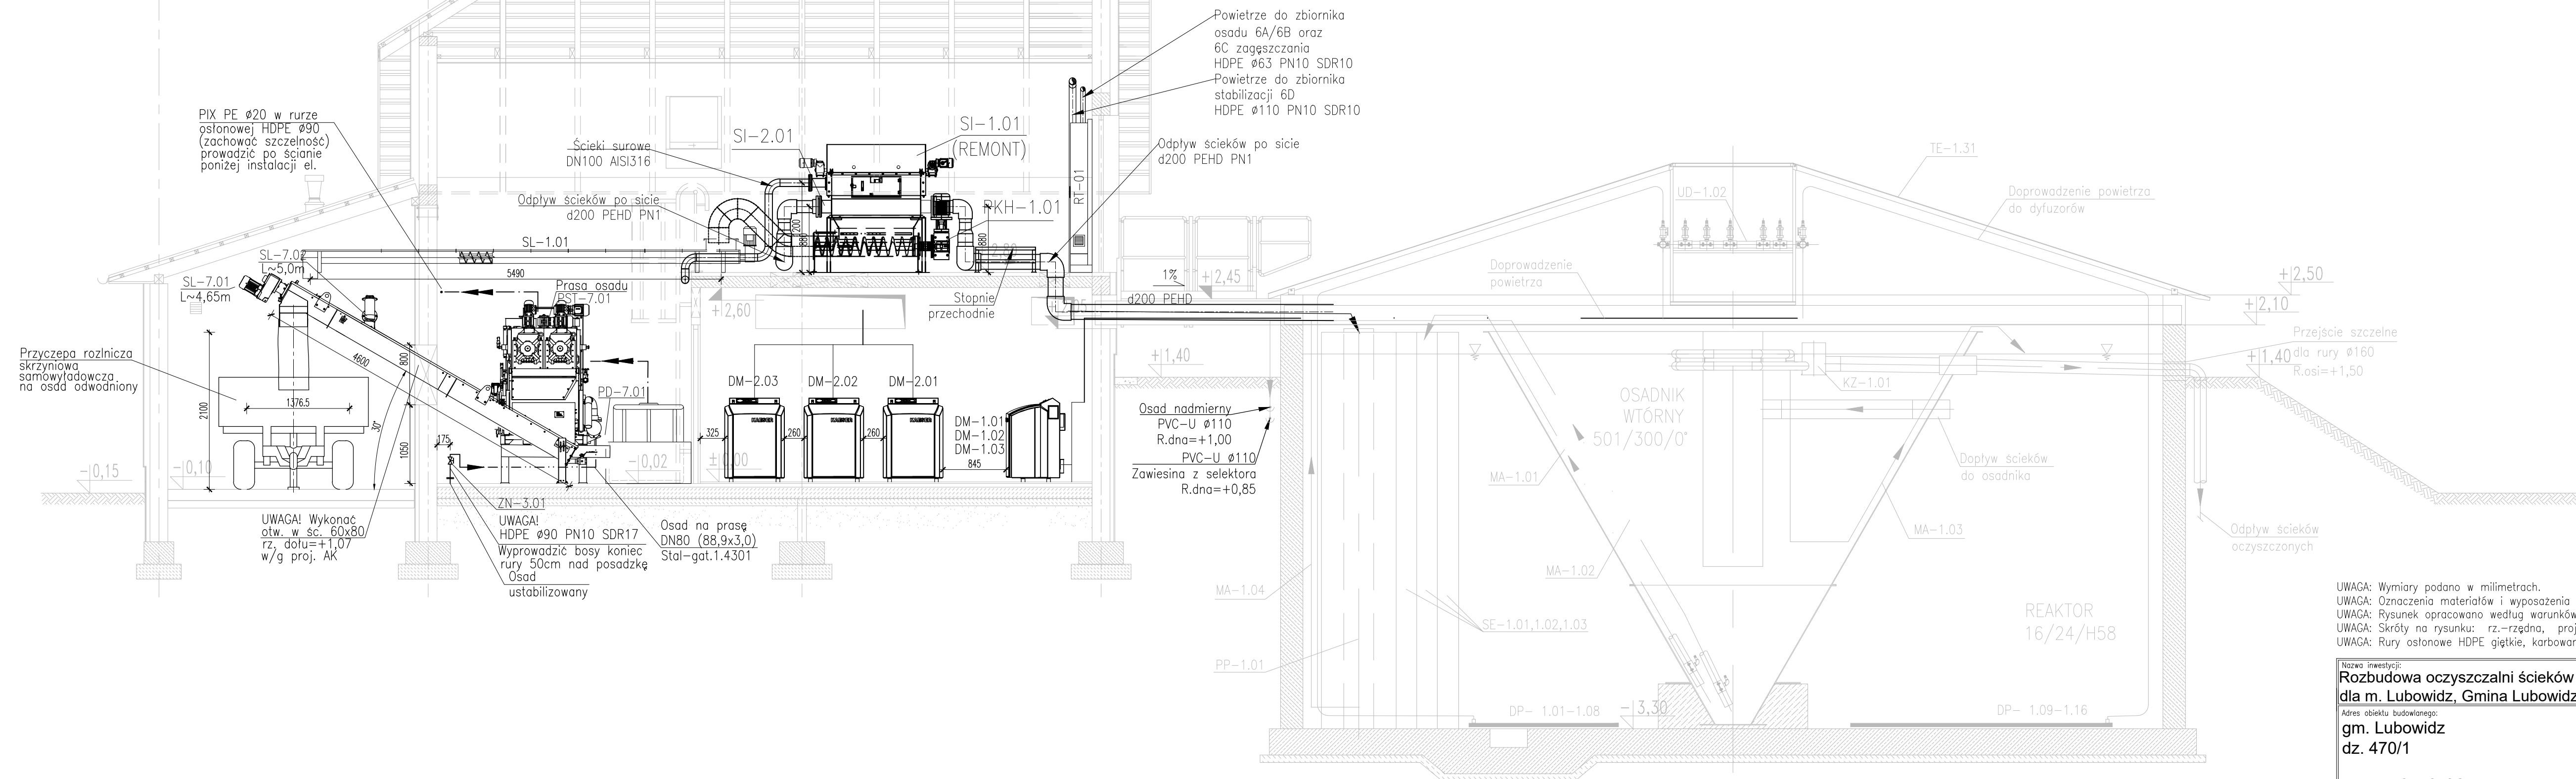 Powietrze do zbiornika
osadu 6A/6B oraz
6C zagęszczania
HDPE ø63 PN10 SDR10
Powietrze do zbiornika
stabilizacji 6D
HDPE ø110 PN10 SDR10
PIX PE ø20 w rurze
osłonowej HDPE ø90
(zachować szczelność)
prowadzić po ścianie
poniżej instalacji el.
Ścieki surowe
DN100 AISI316
SI-2.01
SI-1.01
(REMONT)
Odpływ ścieków po sicie
d200 PEHD PN1
RT-01
Odpływ ścieków po sicie
d200 PEHD PN1
PKH-1.01
1200
880
880
SL-1.01
5490
SL-7.02
L~5,0m
SL-7.01
L~4,65m
Prasa osadu
PST-7.01
Stopnie
przechodnie
+2,60
1%
+2,45
d200 PEHD
Przyczepa rozlnicza
skrzyniowa
samowyładowcza
na osad odwodniony
2100
1376.5
4600
800
30°
1050
175
PD-7.01
-0,15
-0,10
-0,02
±0,00
DM-2.03
DM-2.02
DM-2.01
KAESER
KAESER
KAESER
325
260
260
845
DM-1.01
DM-1.02
DM-1.03
+1,40
Osad nadmierny
PVC-U ø110
R.dna=+1,00
PVC-U ø110
Zawiesina z selektora
R.dna=+0,85
UWAGA! Wykonać
otw. w śc. 60x80
rz. dołu=+1,07
w/g proj. AK
ZN-3.01
UWAGA!
HDPE ø90 PN10 SDR17
Wyprowadzić bosy koniec
rury 50cm nad posadzkę
Osad
ustabilizowany
Osad na prasę
DN80 (88,9x3,0)
Stal-gat.1.4301
TE-1.31
UD-1.02
Doprowadzenie powietrza
do dyfuzorów
Doprowadzenie
powietrza
+2,50
+2,10
Przejście szczelne
dla rury ø160
R.osi=+1,50
+1,40
KZ-1.01
OSADNIK
WTÓRNY
501/300/0"
MA-1.01
Dopływ ścieków
do osadnika
MA-1.03
Odpływ ścieków
oczyszczonych
MA-1.02
MA-1.04
SE-1.01,1.02,1.03
REAKTOR
16/24/H58
PP-1.01
DP- 1.01-1.08
-3,30
DP- 1.09-1.16
UWAGA: Wymiary podano w milimetrach.
UWAGA: Oznaczenia materiałów i wyposażenia
UWAGA: Rysunek opracowano według warunków
UWAGA: Skróty na rysunku: rz.-rzędna, proj
UWAGA: Rury osłonowe HDPE giętkie, karbowan
Nazwa inwestycji:
Rozbudowa oczyszczalni ścieków
dla m. Lubowidz, Gmina Lubowidz
Adres obiektu budowlanego:
gm. Lubowidz
dz. 470/1